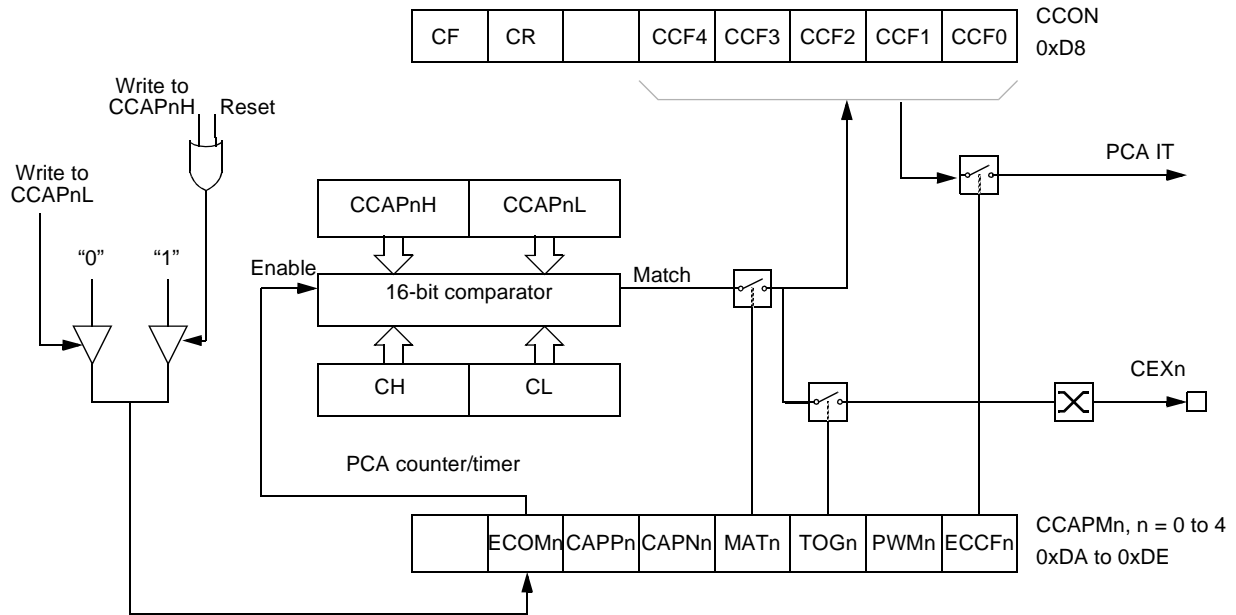 CF CR CCF4 CCF3 CCF2 CCF1 CCF0
CCON
0xD8
Write to
CCAPnH Reset
Write to
CCAPnL
PCA IT
CCAPnH CCAPnL
“0” “1”
Enable
16-bit comparator
Match
CH CL
CEXn
PCA counter/timer
ECOMn CAPPn CAPNn MATn TOGn PWMn ECCFn
CCAPMn, n = 0 to 4
0xDA to 0xDE